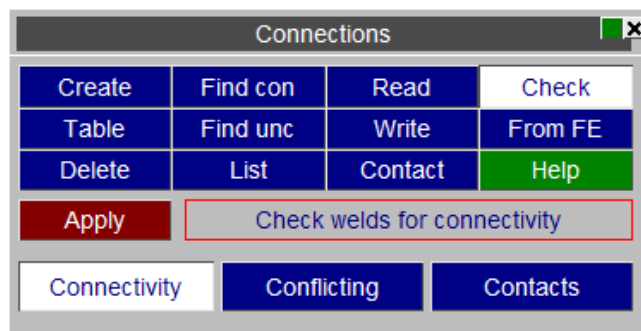 Connections
Create Find con Read Check
Table Find unc Write From FE
Delete List Contact Help
Apply Check welds for connectivity
Connectivity Conflicting Contacts